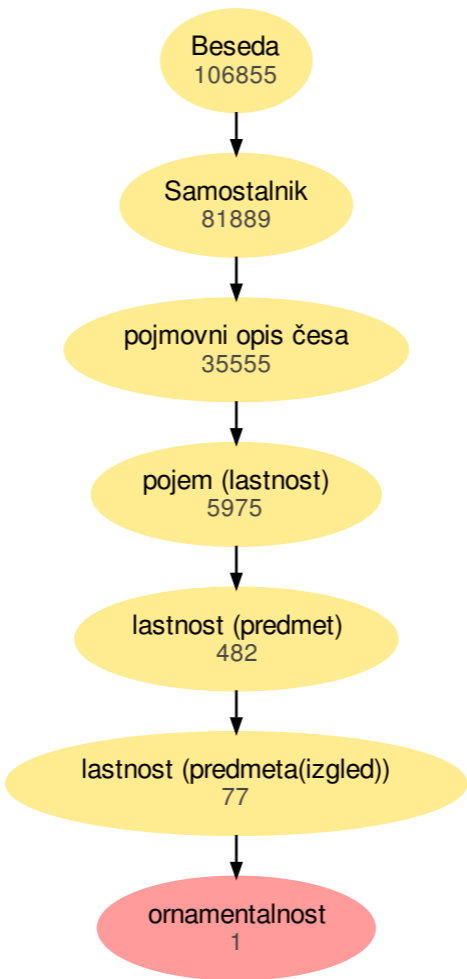 Beseda
106855
Samostalnik
81889
pojmovni opis česa
35555
pojem (lastnost)
5975
lastnost (predmet)
482
lastnost (predmeta(izgled))
77
ornamentalnost
1